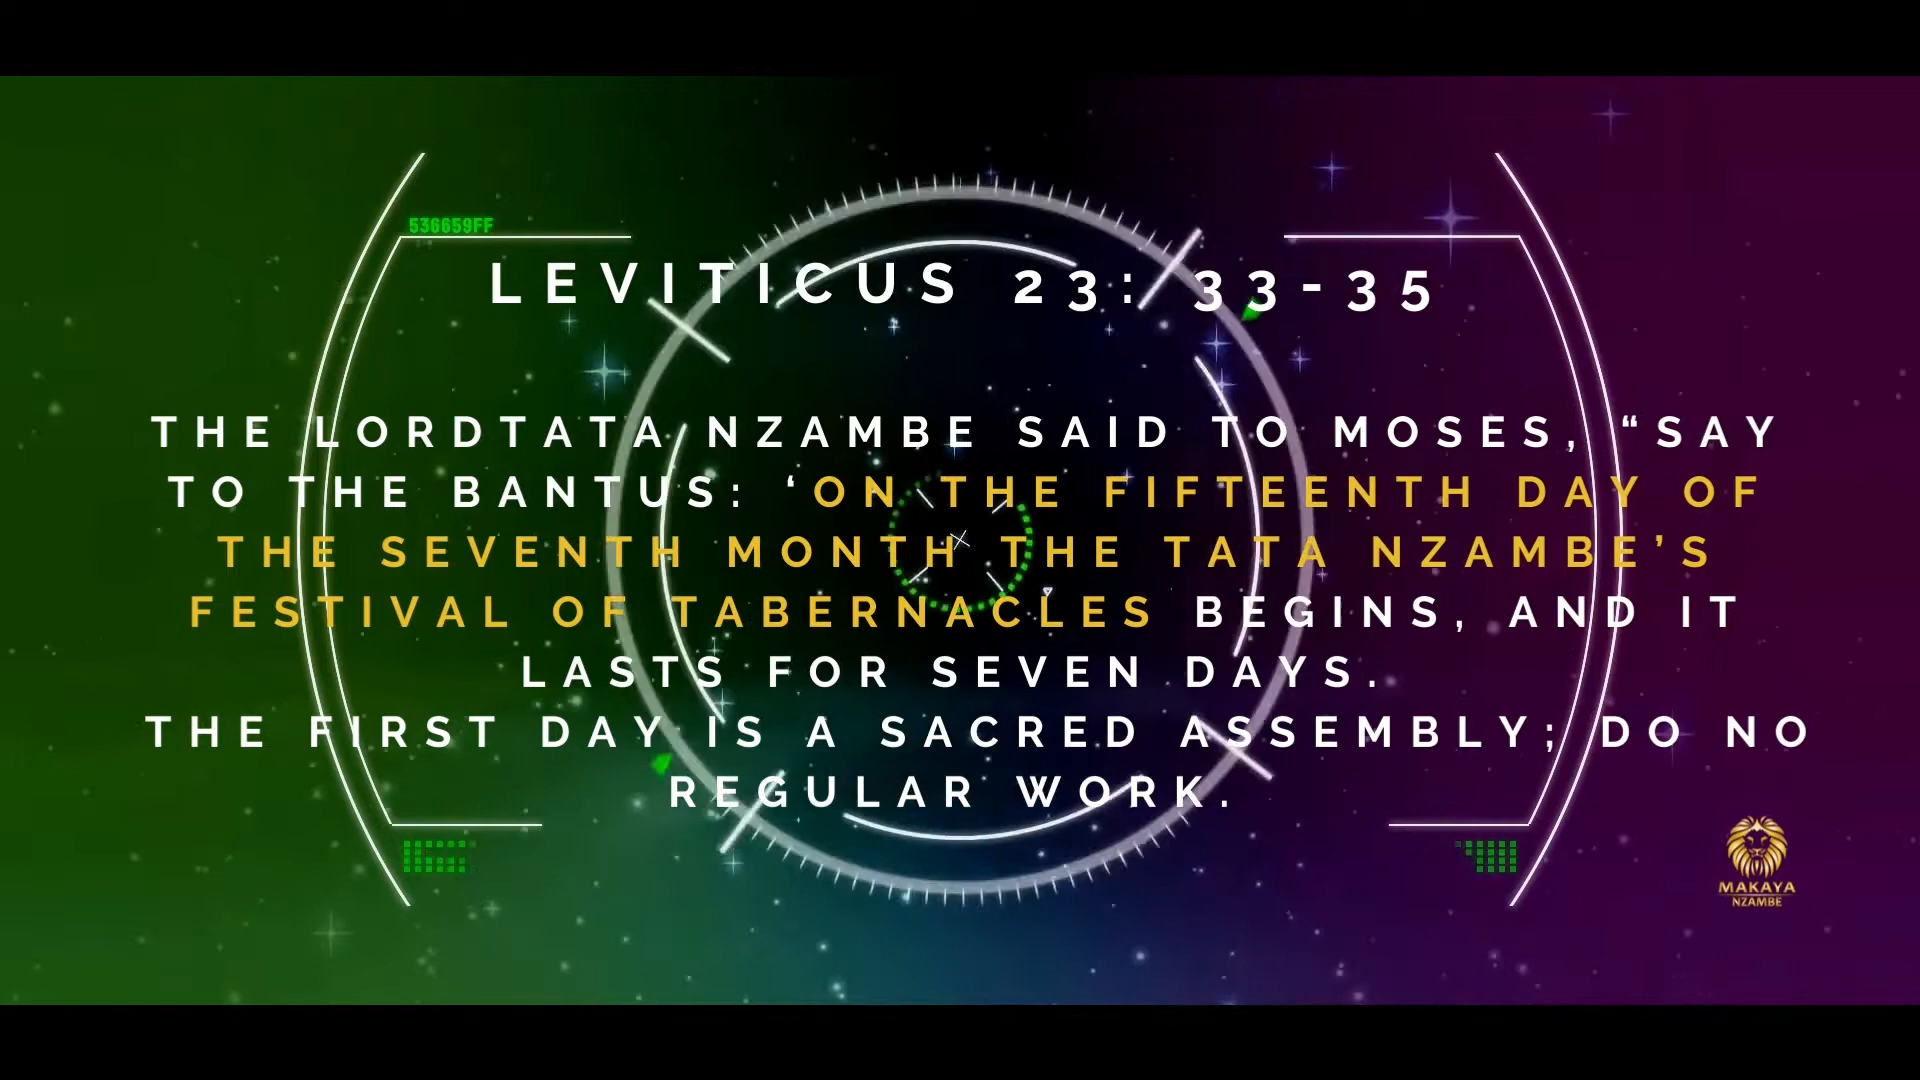 536659FF
LEVITICUS 23: 33-35
THE LORDTATA NZAMBE SAID TO MOSES, “SAY
TO THE BANTUS: ‘ON THE FIFTEENTH DAY OF
THE SEVENTH MONTH THE TATA NZAMBE’S
FESTIVAL OF TABERNACLES BEGINS, AND IT
LASTS FOR SEVEN DAYS.
THE FIRST DAY IS A SACRED ASSEMBLY; DO NO
REGULAR WORK.
MAKAYA
NZAMBE